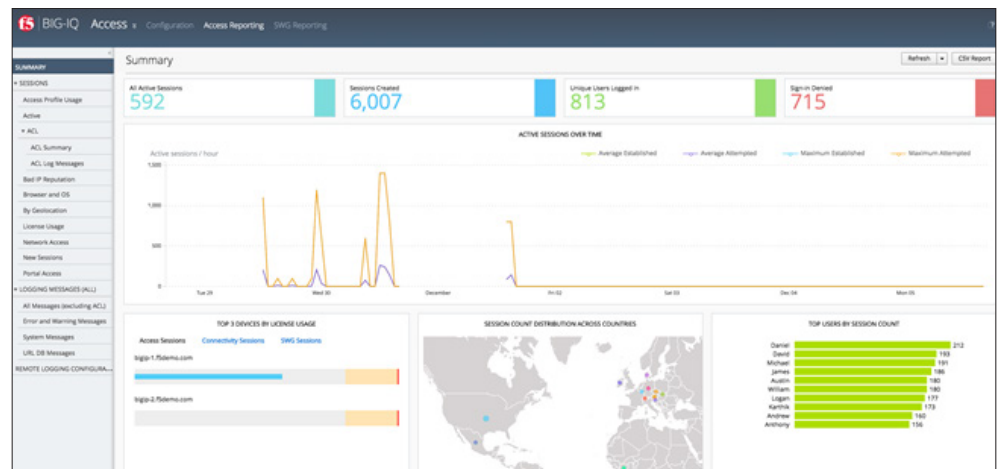 f5 BIG-IQ Access Configuration Access Reporting SWG Reporting
SUMMARY
SESSIONS
Access Profile Usage
Active
ACL
ACL Summary
ACL Log Messages
Bad IP Reputation
Browser and OS
By Geolocation
License Usage
Network Access
New Sessions
Portal Access
LOGGING MESSAGES (ALL)
All Messages (excluding ACL)
Error and Warning Messages
System Messages
URL DB Messages
REMOTE LOGGING CONFIGURA...
Summary
Refresh CSV Report
All Active Sessions
592
Sessions Created
6,007
Unique Users Logged In
813
Sign-in Denied
715
ACTIVE SESSIONS OVER TIME
Active sessions / hour
Average Established Average Attempted Maximum Established Maximum Attempted
1,500
1,000
500
0
Tue 29 Wed 30 December Fri 02 Sat 03 Dec 04 Mon 05
TOP 3 DEVICES BY LICENSE USAGE
Access Sessions Connectivity Sessions SWG Sessions
bigip-1.f5demo.com
bigip-2.f5demo.com
SESSION COUNT DISTRIBUTION ACROSS COUNTRIES
TOP USERS BY SESSION COUNT
Daniel 212
David 193
Michael 191
James 186
Austin 180
William 180
Logan 177
Karthik 173
Andrew 160
Anthony 156